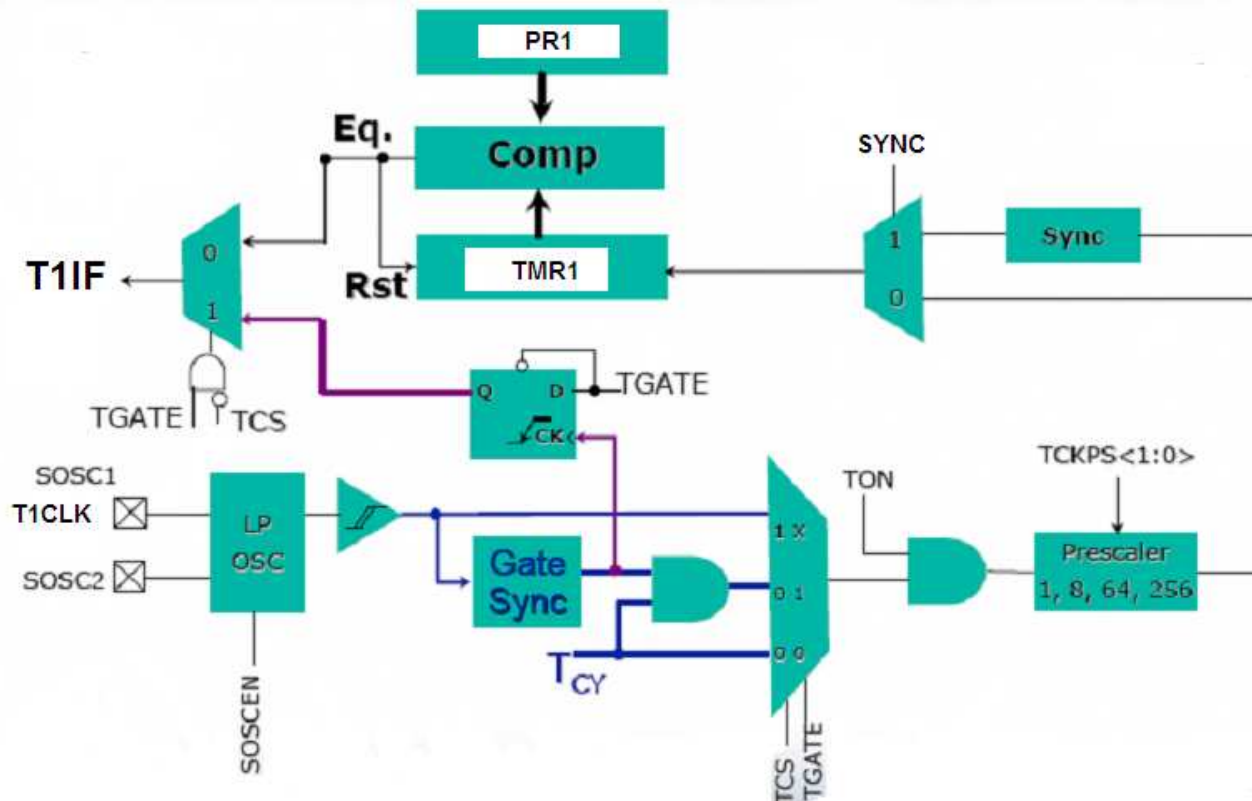 PR1
Eq.
Comp
SYNC
1
Sync
0
T1IF
Rst
TMR1
0
1
Q
D
TGATE
CK
TGATE
TCS
SOSC1
T1CLK
SOSC2
LP
OSC
SOSCEN
Gate
Sync
TCY
1 X
0 1
0 0
TCS
TGATE
TON
TCKPS<1:0>
Prescaler
1, 8, 64, 256